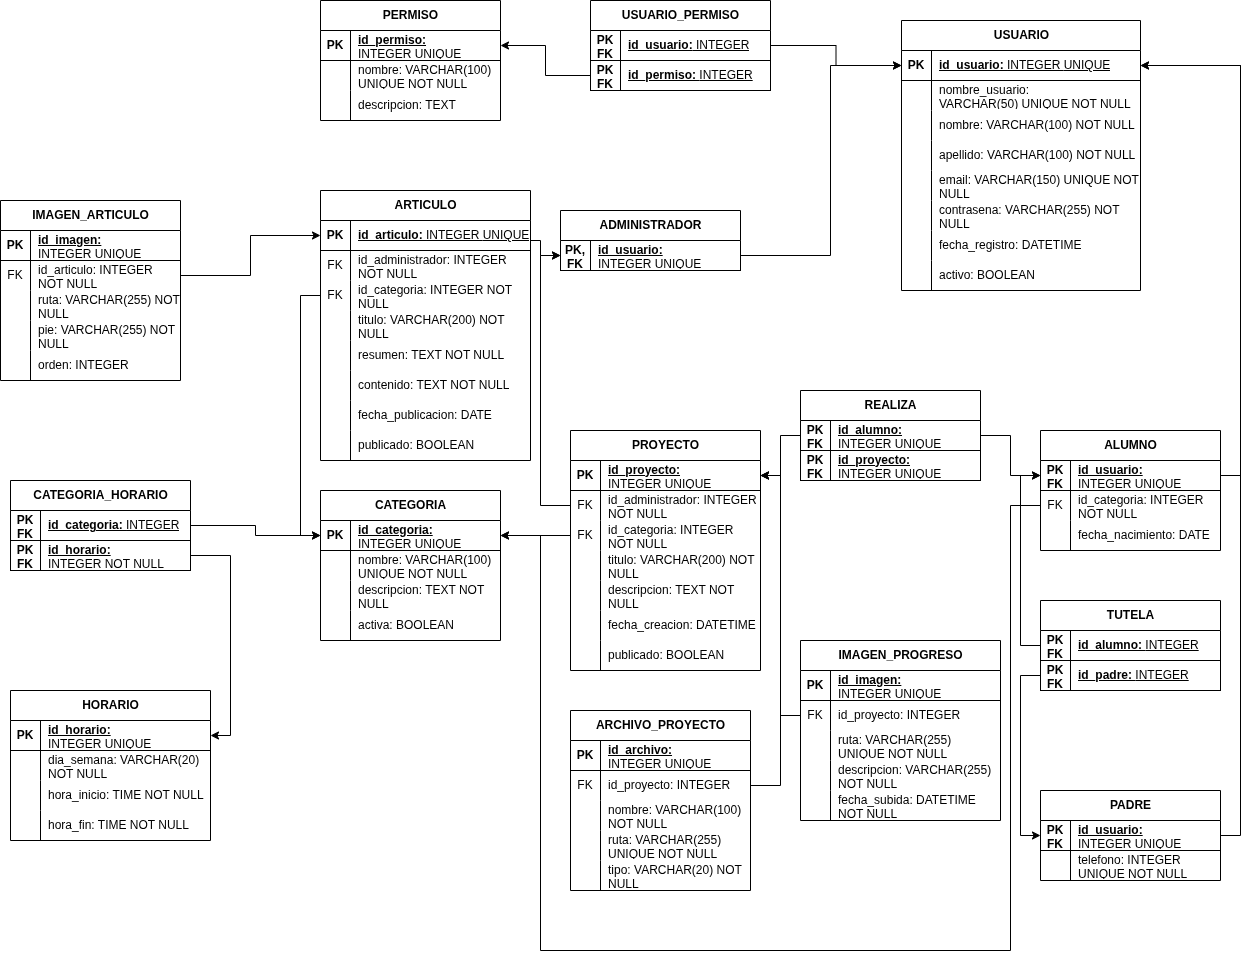 PERMISO
PK
id_permiso:
INTEGER UNIQUE
nombre: VARCHAR(100)
UNIQUE NOT NULL
descripcion: TEXT
USUARIO_PERMISO
PK
FK
id_usuario: INTEGER
PK
FK
id_permiso: INTEGER
USUARIO
PK
id_usuario: INTEGER UNIQUE
nombre_usuario:
VARCHAR(50) UNIQUE NOT NULL
nombre: VARCHAR(100) NOT NULL
apellido: VARCHAR(100) NOT NULL
email: VARCHAR(150) UNIQUE NOT
NULL
contrasena: VARCHAR(255) NOT
NULL
fecha_registro: DATETIME
activo: BOOLEAN
IMAGEN_ARTICULO
PK
id_imagen:
INTEGER UNIQUE
FK
id_articulo: INTEGER
NOT NULL
ruta: VARCHAR(255) NOT
NULL
pie: VARCHAR(255) NOT
NULL
orden: INTEGER
ARTICULO
PK
id_articulo: INTEGER UNIQUE
FK
id_administrador: INTEGER
NOT NULL
FK
id_categoria: INTEGER NOT
NULL
titulo: VARCHAR(200) NOT
NULL
resumen: TEXT NOT NULL
contenido: TEXT NOT NULL
fecha_publicacion: DATE
publicado: BOOLEAN
ADMINISTRADOR
PK,
FK
id_usuario:
INTEGER UNIQUE
REALIZA
PK
FK
id_alumno:
INTEGER UNIQUE
PK
FK
id_proyecto:
INTEGER UNIQUE
PROYECTO
PK
id_proyecto:
INTEGER UNIQUE
FK
id_administrador: INTEGER
NOT NULL
FK
id_categoria: INTEGER
NOT NULL
titulo: VARCHAR(200) NOT
NULL
descripcion: TEXT NOT
NULL
fecha_creacion: DATETIME
publicado: BOOLEAN
ALUMNO
PK
FK
id_usuario:
INTEGER UNIQUE
FK
id_categoria: INTEGER
NOT NULL
fecha_nacimiento: DATE
CATEGORIA_HORARIO
PK
FK
id_categoria: INTEGER
PK
FK
id_horario:
INTEGER NOT NULL
CATEGORIA
PK
id_categoria:
INTEGER UNIQUE
nombre: VARCHAR(100)
UNIQUE NOT NULL
descripcion: TEXT NOT
NULL
activa: BOOLEAN
TUTELA
PK
FK
id_alumno: INTEGER
PK
FK
id_padre: INTEGER
IMAGEN_PROGRESO
PK
id_imagen:
INTEGER UNIQUE
FK
id_proyecto: INTEGER
ruta: VARCHAR(255)
UNIQUE NOT NULL
descripcion: VARCHAR(255)
NOT NULL
fecha_subida: DATETIME
NOT NULL
HORARIO
PK
id_horario:
INTEGER UNIQUE
dia_semana: VARCHAR(20)
NOT NULL
hora_inicio: TIME NOT NULL
hora_fin: TIME NOT NULL
ARCHIVO_PROYECTO
PK
id_archivo:
INTEGER UNIQUE
FK
id_proyecto: INTEGER
nombre: VARCHAR(100)
NOT NULL
ruta: VARCHAR(255)
UNIQUE NOT NULL
tipo: VARCHAR(20) NOT
NULL
PADRE
PK
FK
id_usuario:
INTEGER UNIQUE
telefono: INTEGER
UNIQUE NOT NULL